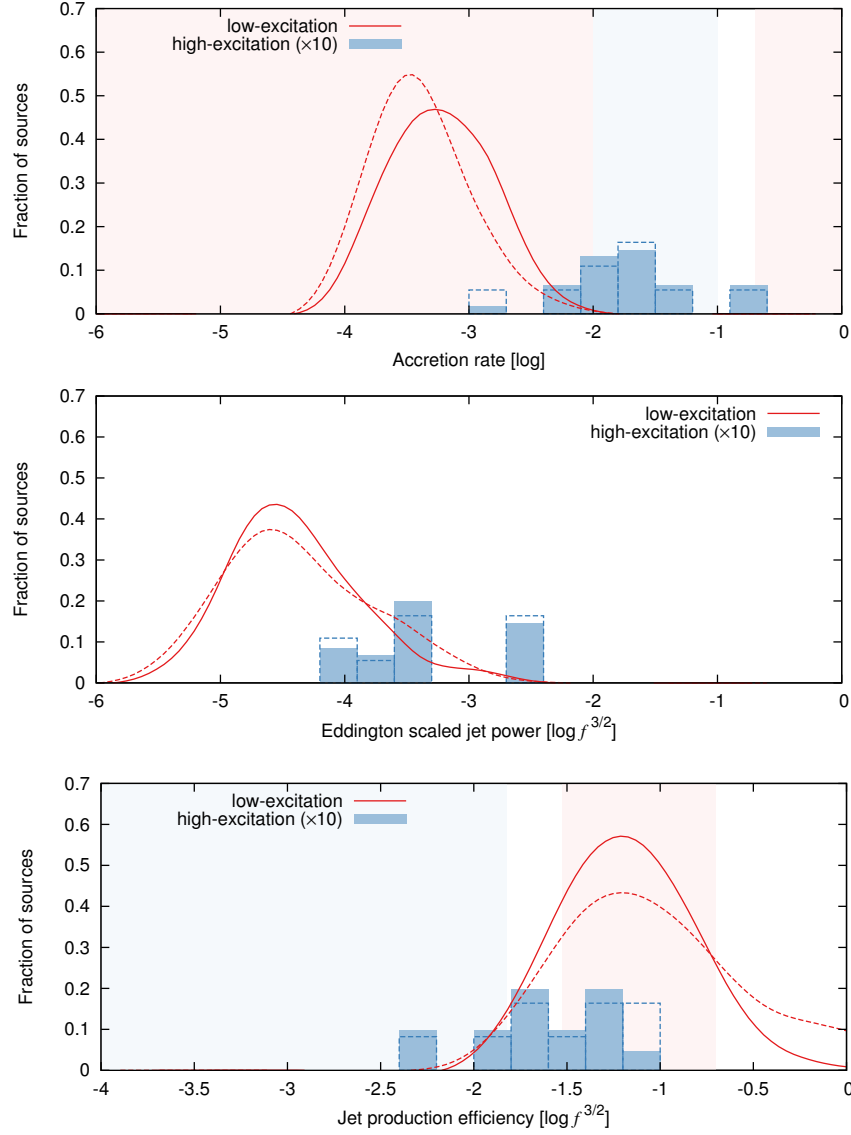 0.7
low-excitation
high-excitation (×10)
0.6
0.5
0.4
0.3
0.2
0.1
0
Fraction of sources
-6 -5 -4 -3 -2 -1 0
Accretion rate [log]
0.7
low-excitation
high-excitation (×10)
0.6
0.5
0.4
0.3
0.2
0.1
0
Fraction of sources
-6 -5 -4 -3 -2 -1 0
Eddington scaled jet power [log f^3/2]
0.7
low-excitation
high-excitation (×10)
0.6
0.5
0.4
0.3
0.2
0.1
0
Fraction of sources
-4 -3.5 -3 -2.5 -2 -1.5 -1 -0.5 0
Jet production efficiency [log f^3/2]